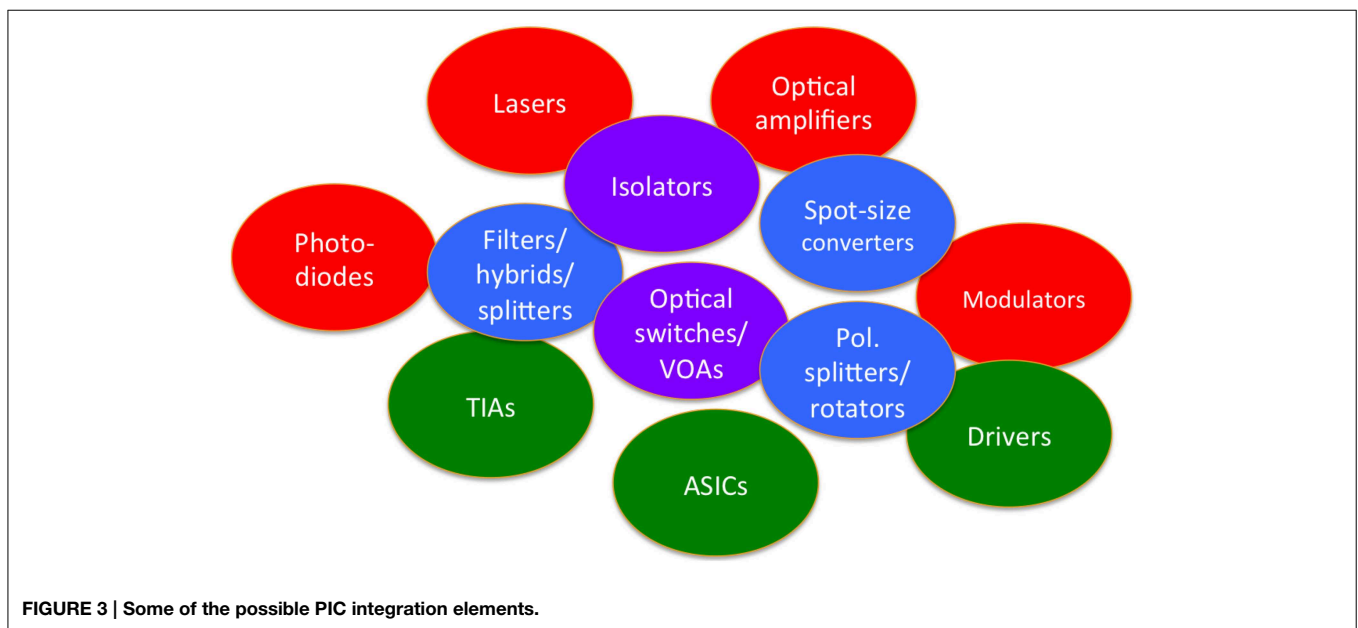 Lasers
Optical
amplifiers
Isolators
Spot-size
converters
Photo-
diodes
Filters/
hybrids/
splitters
Optical
switches/
VOAs
Modulators
Pol.
splitters/
rotators
TIAs
Drivers
ASICs
FIGURE 3 | Some of the possible PIC integration elements.